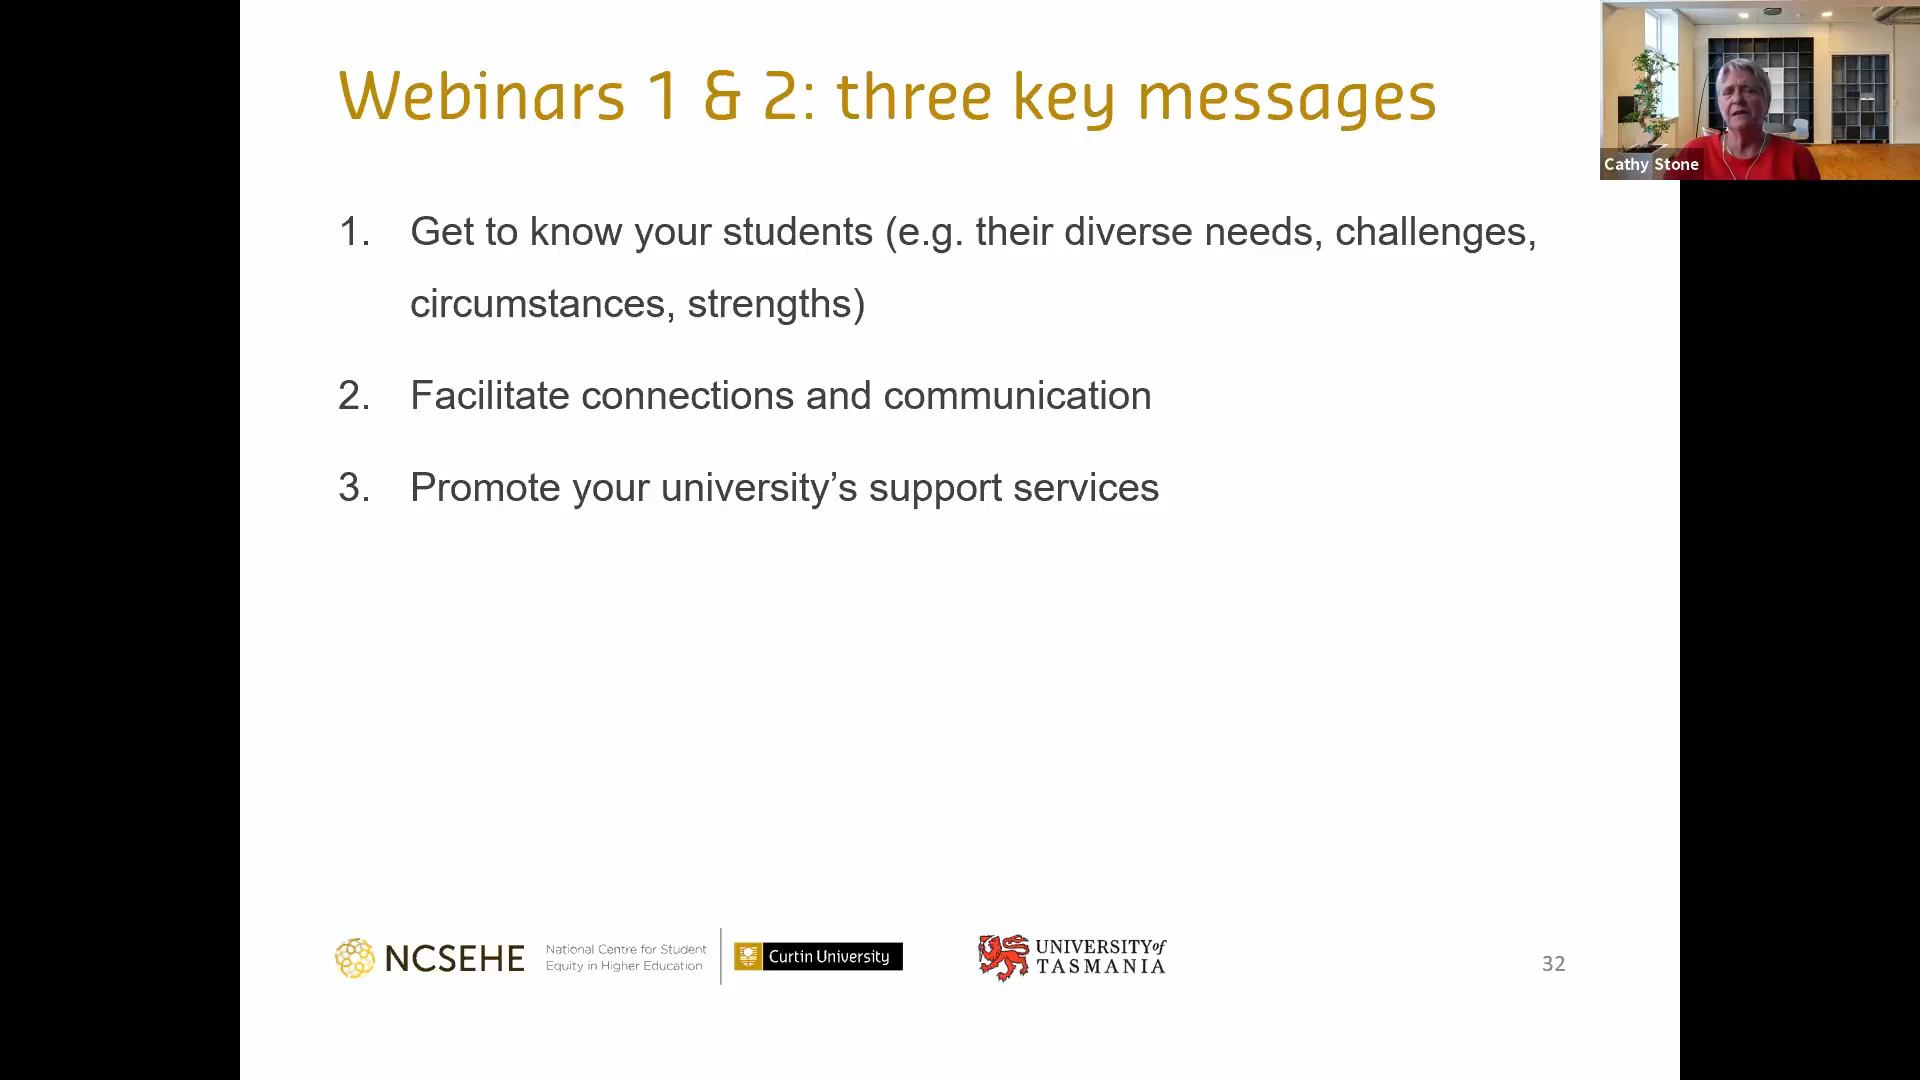 Webinars 1 & 2: three key messages
Cathy Stone
1. Get to know your students (e.g. their diverse needs, challenges,
circumstances, strengths)
2. Facilitate connections and communication
3. Promote your university’s support services
NCSEHE
National Centre for Student
Equity in Higher Education
Curtin University
UNIVERSITY of
TASMANIA
32